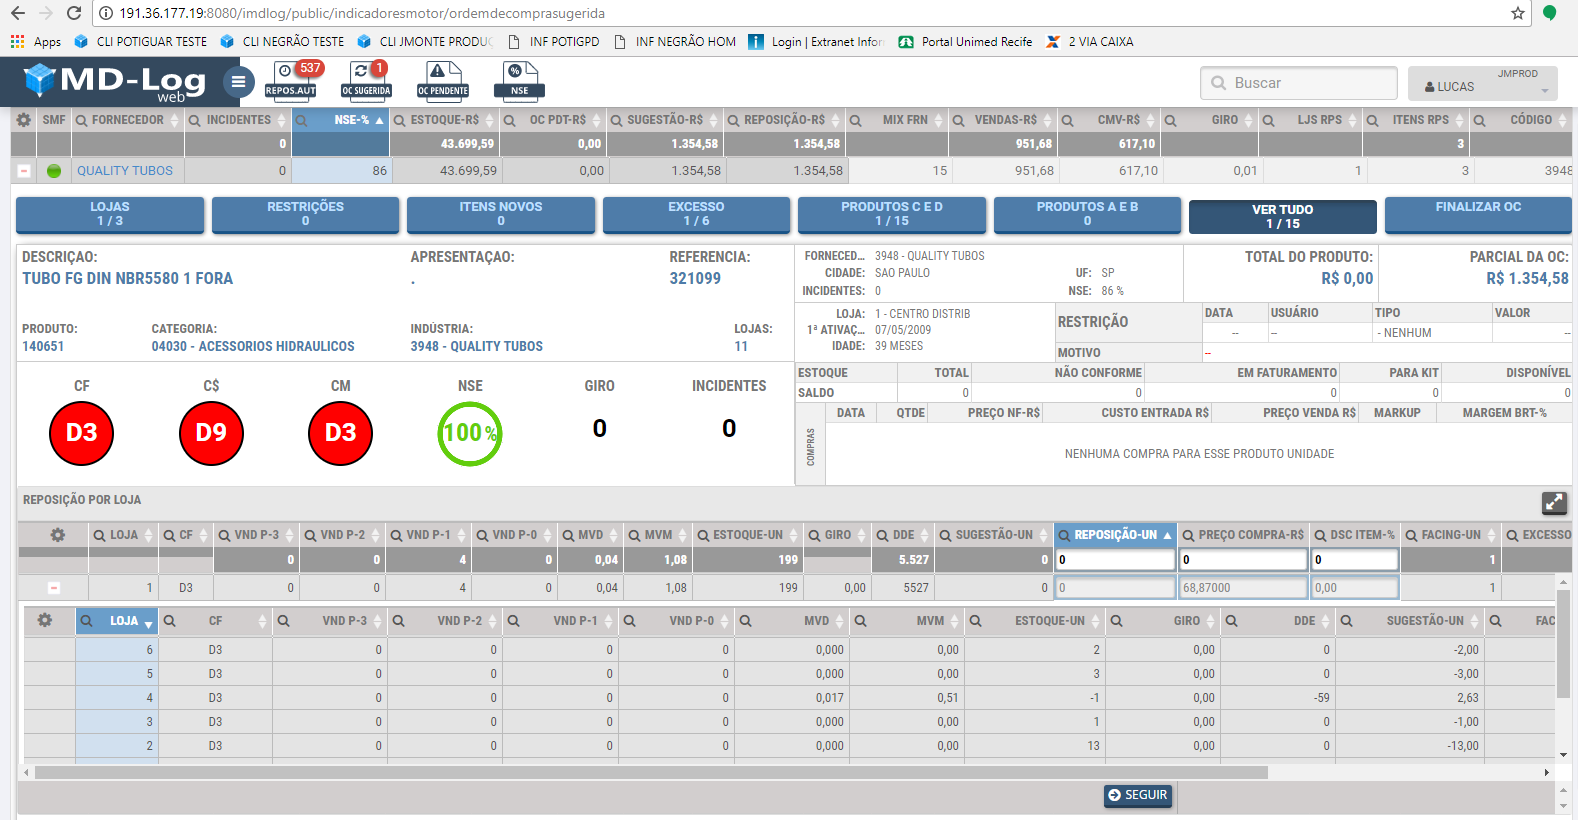 191.36.177.19:8080/imdlog/public/indicadoresmotor/ordemdecomprasugerida
Apps CLI POTIGUAR TESTE CLI NEGRÃO TESTE CLI JMONTE PRODUÇ INF POTIGPD INF NEGRÃO HOM Login | Extranet Infor Portal Unimed Recife 2 VIA CAIXA
MD-Log web
537 REPOS.AUT 1 OC SUGERIDA OC PENDENTE % NSE
Buscar
LUCAS JMPROD
SMF FORNECEDOR INCIDENTES NSE-% ESTOQUE-R$ OC PDT-R$ SUGESTÃO-R$ REPOSIÇÃO-R$ MIX FRN VENDAS-R$ CMV-R$ GIRO LJS RPS ITENS RPS CÓDIGO
0 43.699,59 0,00 1.354,58 1.354,58 951,68 617,10 3
QUALITY TUBOS 0 86 43.699,59 0,00 1.354,58 1.354,58 15 951,68 617,10 0,01 1 3 3948
LOJAS RESTRIÇÕES ITENS NOVOS EXCESSO PRODUTOS C E D PRODUTOS A E B VER TUDO FINALIZAR OC
1 / 3 0 0 1 / 6 1 / 15 0 1 / 15
DESCRIÇAO: APRESENTAÇAO: REFERENCIA:
TUBO FG DIN NBR5580 1 FORA . 321099
PRODUTO: CATEGORIA: INDÚSTRIA: LOJAS:
140651 04030 - ACESSORIOS HIDRAULICOS 3948 - QUALITY TUBOS 11
FORNECED... 3948 - QUALITY TUBOS
CIDADE: SAO PAULO UF: SP
INCIDENTES: 0 NSE: 86 %
TOTAL DO PRODUTO: PARCIAL DA OC:
R$ 0,00 R$ 1.354,58
LOJA: 1 - CENTRO DISTRIB
1ª ATIVAÇ... 07/05/2009
IDADE: 39 MESES
RESTRIÇÃO DATA USUÁRIO TIPO VALOR
-- -- - NENHUM --
MOTIVO --
CF C$ CM NSE GIRO INCIDENTES
D3 D9 D3 100 % 0 0
ESTOQUE TOTAL NÃO CONFORME EM FATURAMENTO PARA KIT DISPONÍVEL
SALDO 0 0 0 0 0
COMPRAS
DATA QTDE PREÇO NF-R$ CUSTO ENTRADA R$ PREÇO VENDA R$ MARKUP MARGEM BRT-%
NENHUMA COMPRA PARA ESSE PRODUTO UNIDADE
REPOSIÇÃO POR LOJA
LOJA CF VND P-3 VND P-2 VND P-1 VND P-0 MVD MVM ESTOQUE-UN GIRO DDE SUGESTÃO-UN REPOSIÇÃO-UN PREÇO COMPRA-R$ DSC ITEM-% FACING-UN EXCESSO
0 0 4 0 0,04 1,08 199 5.527 0 0 0 0 1
1 D3 0 0 4 0 0,04 1,08 199 0,00 5527 0 0 68,87000 0,00 1
LOJA CF VND P-3 VND P-2 VND P-1 VND P-0 MVD MVM ESTOQUE-UN GIRO DDE SUGESTÃO-UN FAC
6 D3 0 0 0 0 0,000 0,00 2 0,00 0 -2,00
5 D3 0 0 0 0 0,000 0,00 3 0,00 0 -3,00
4 D3 0 0 0 0 0,017 0,51 -1 0,00 -59 2,63
3 D3 0 0 0 0 0,000 0,00 1 0,00 0 -1,00
2 D3 0 0 0 0 0,000 0,00 13 0,00 0 -13,00
SEGUIR